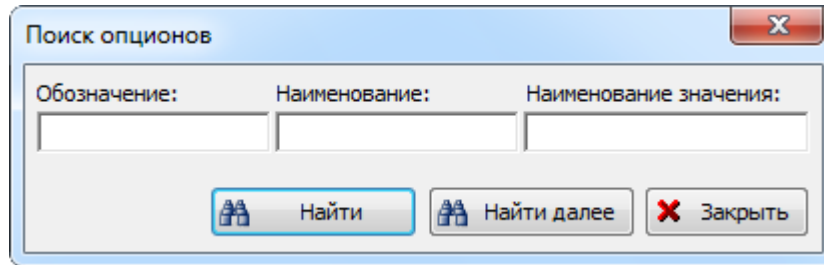 Поиск опционов
Обозначение: Наименование: Наименование значения:
Найти Найти далее Закрыть